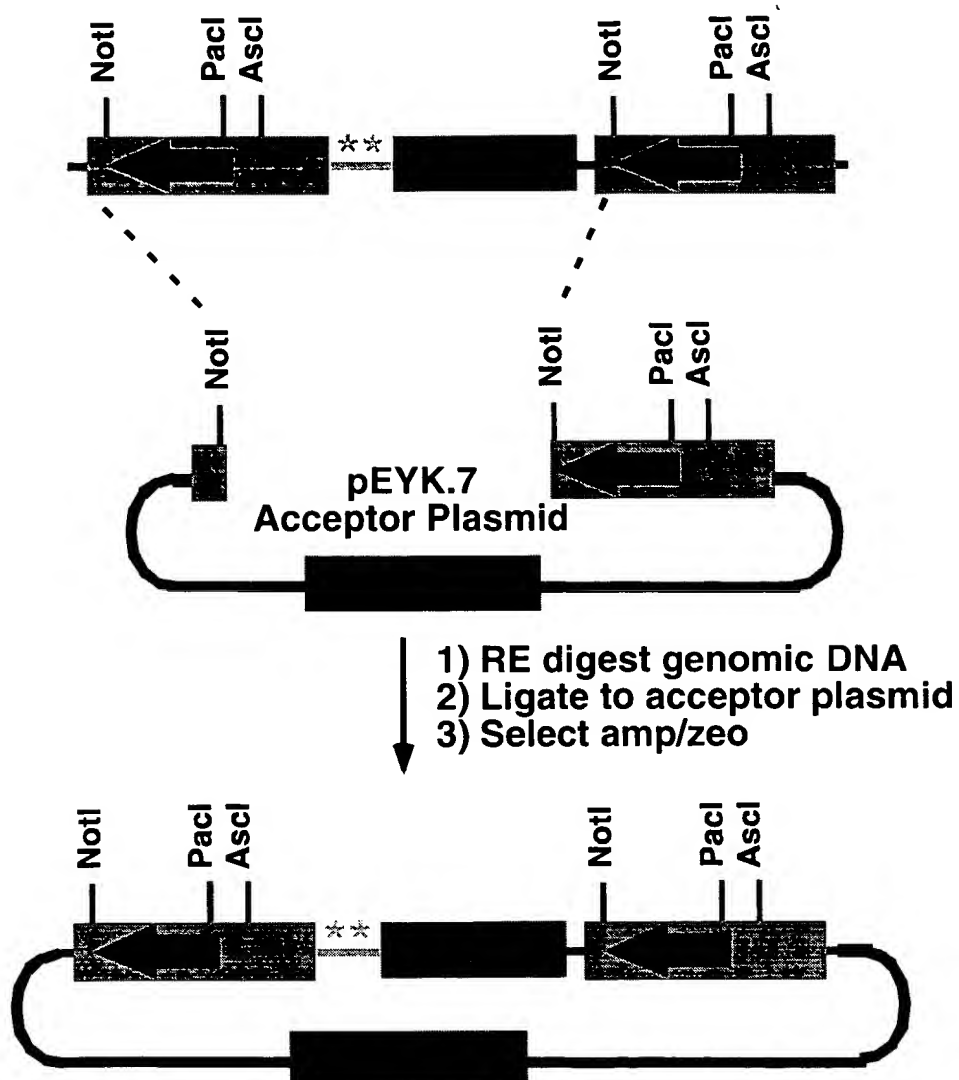 NotI PacI AscI NotI PacI AscI
**
NotI NotI PacI AscI
pEYK.7
Acceptor Plasmid
1) RE digest genomic DNA
2) Ligate to acceptor plasmid
3) Select amp/zeo
NotI PacI AscI NotI PacI AscI
**